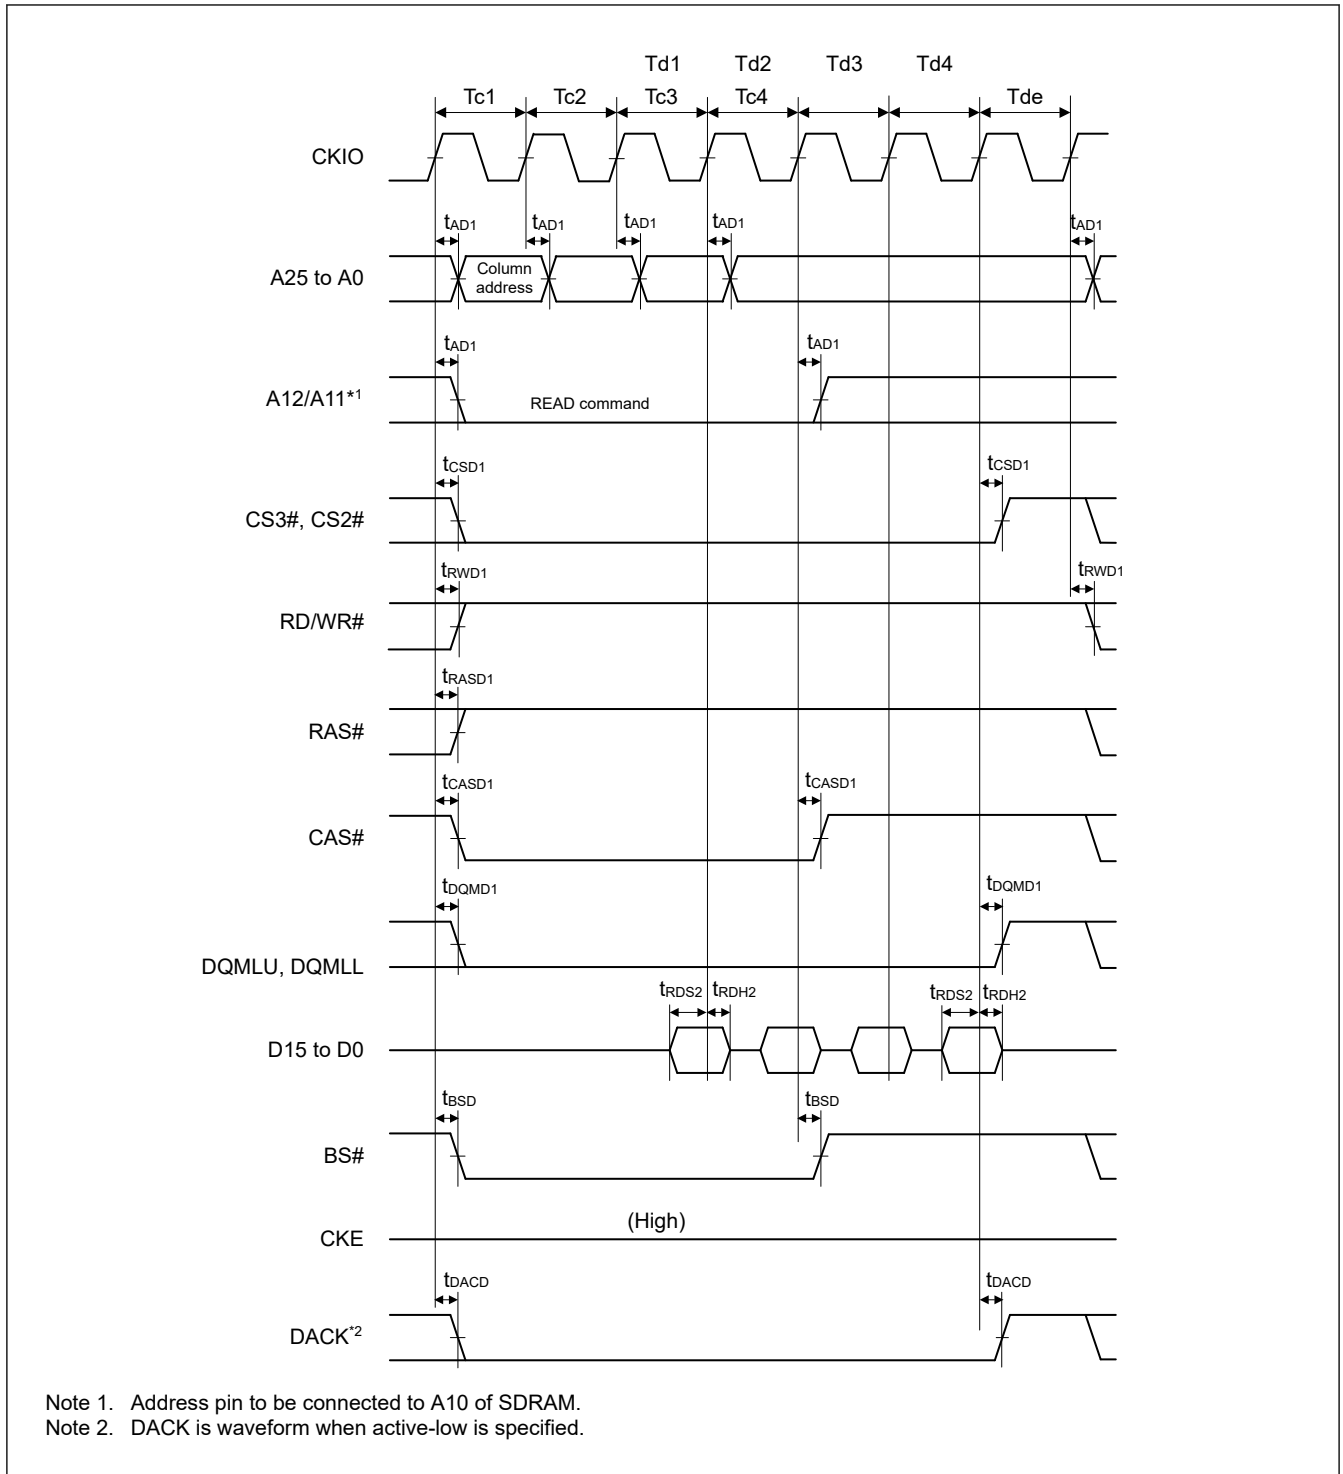 Td1 Td2 Td3 Td4
Tc1 Tc2 Tc3 Tc4 Tde
CKIO
tAD1 tAD1 tAD1 tAD1 tAD1
A25 to A0
Column
address
tAD1 tAD1
A12/A11*1
READ command
tCSD1 tCSD1
CS3#, CS2#
tRWD1 tRWD1
RD/WR#
tRASD1
RAS#
tCASD1 tCASD1
CAS#
tDQMD1 tDQMD1
DQMLU, DQMLL
tRDS2 tRDH2 tRDS2 tRDH2
D15 to D0
tBSD tBSD
BS#
(High)
CKE
tDACD tDACD
DACK*2
Note 1. Address pin to be connected to A10 of SDRAM.
Note 2. DACK is waveform when active-low is specified.